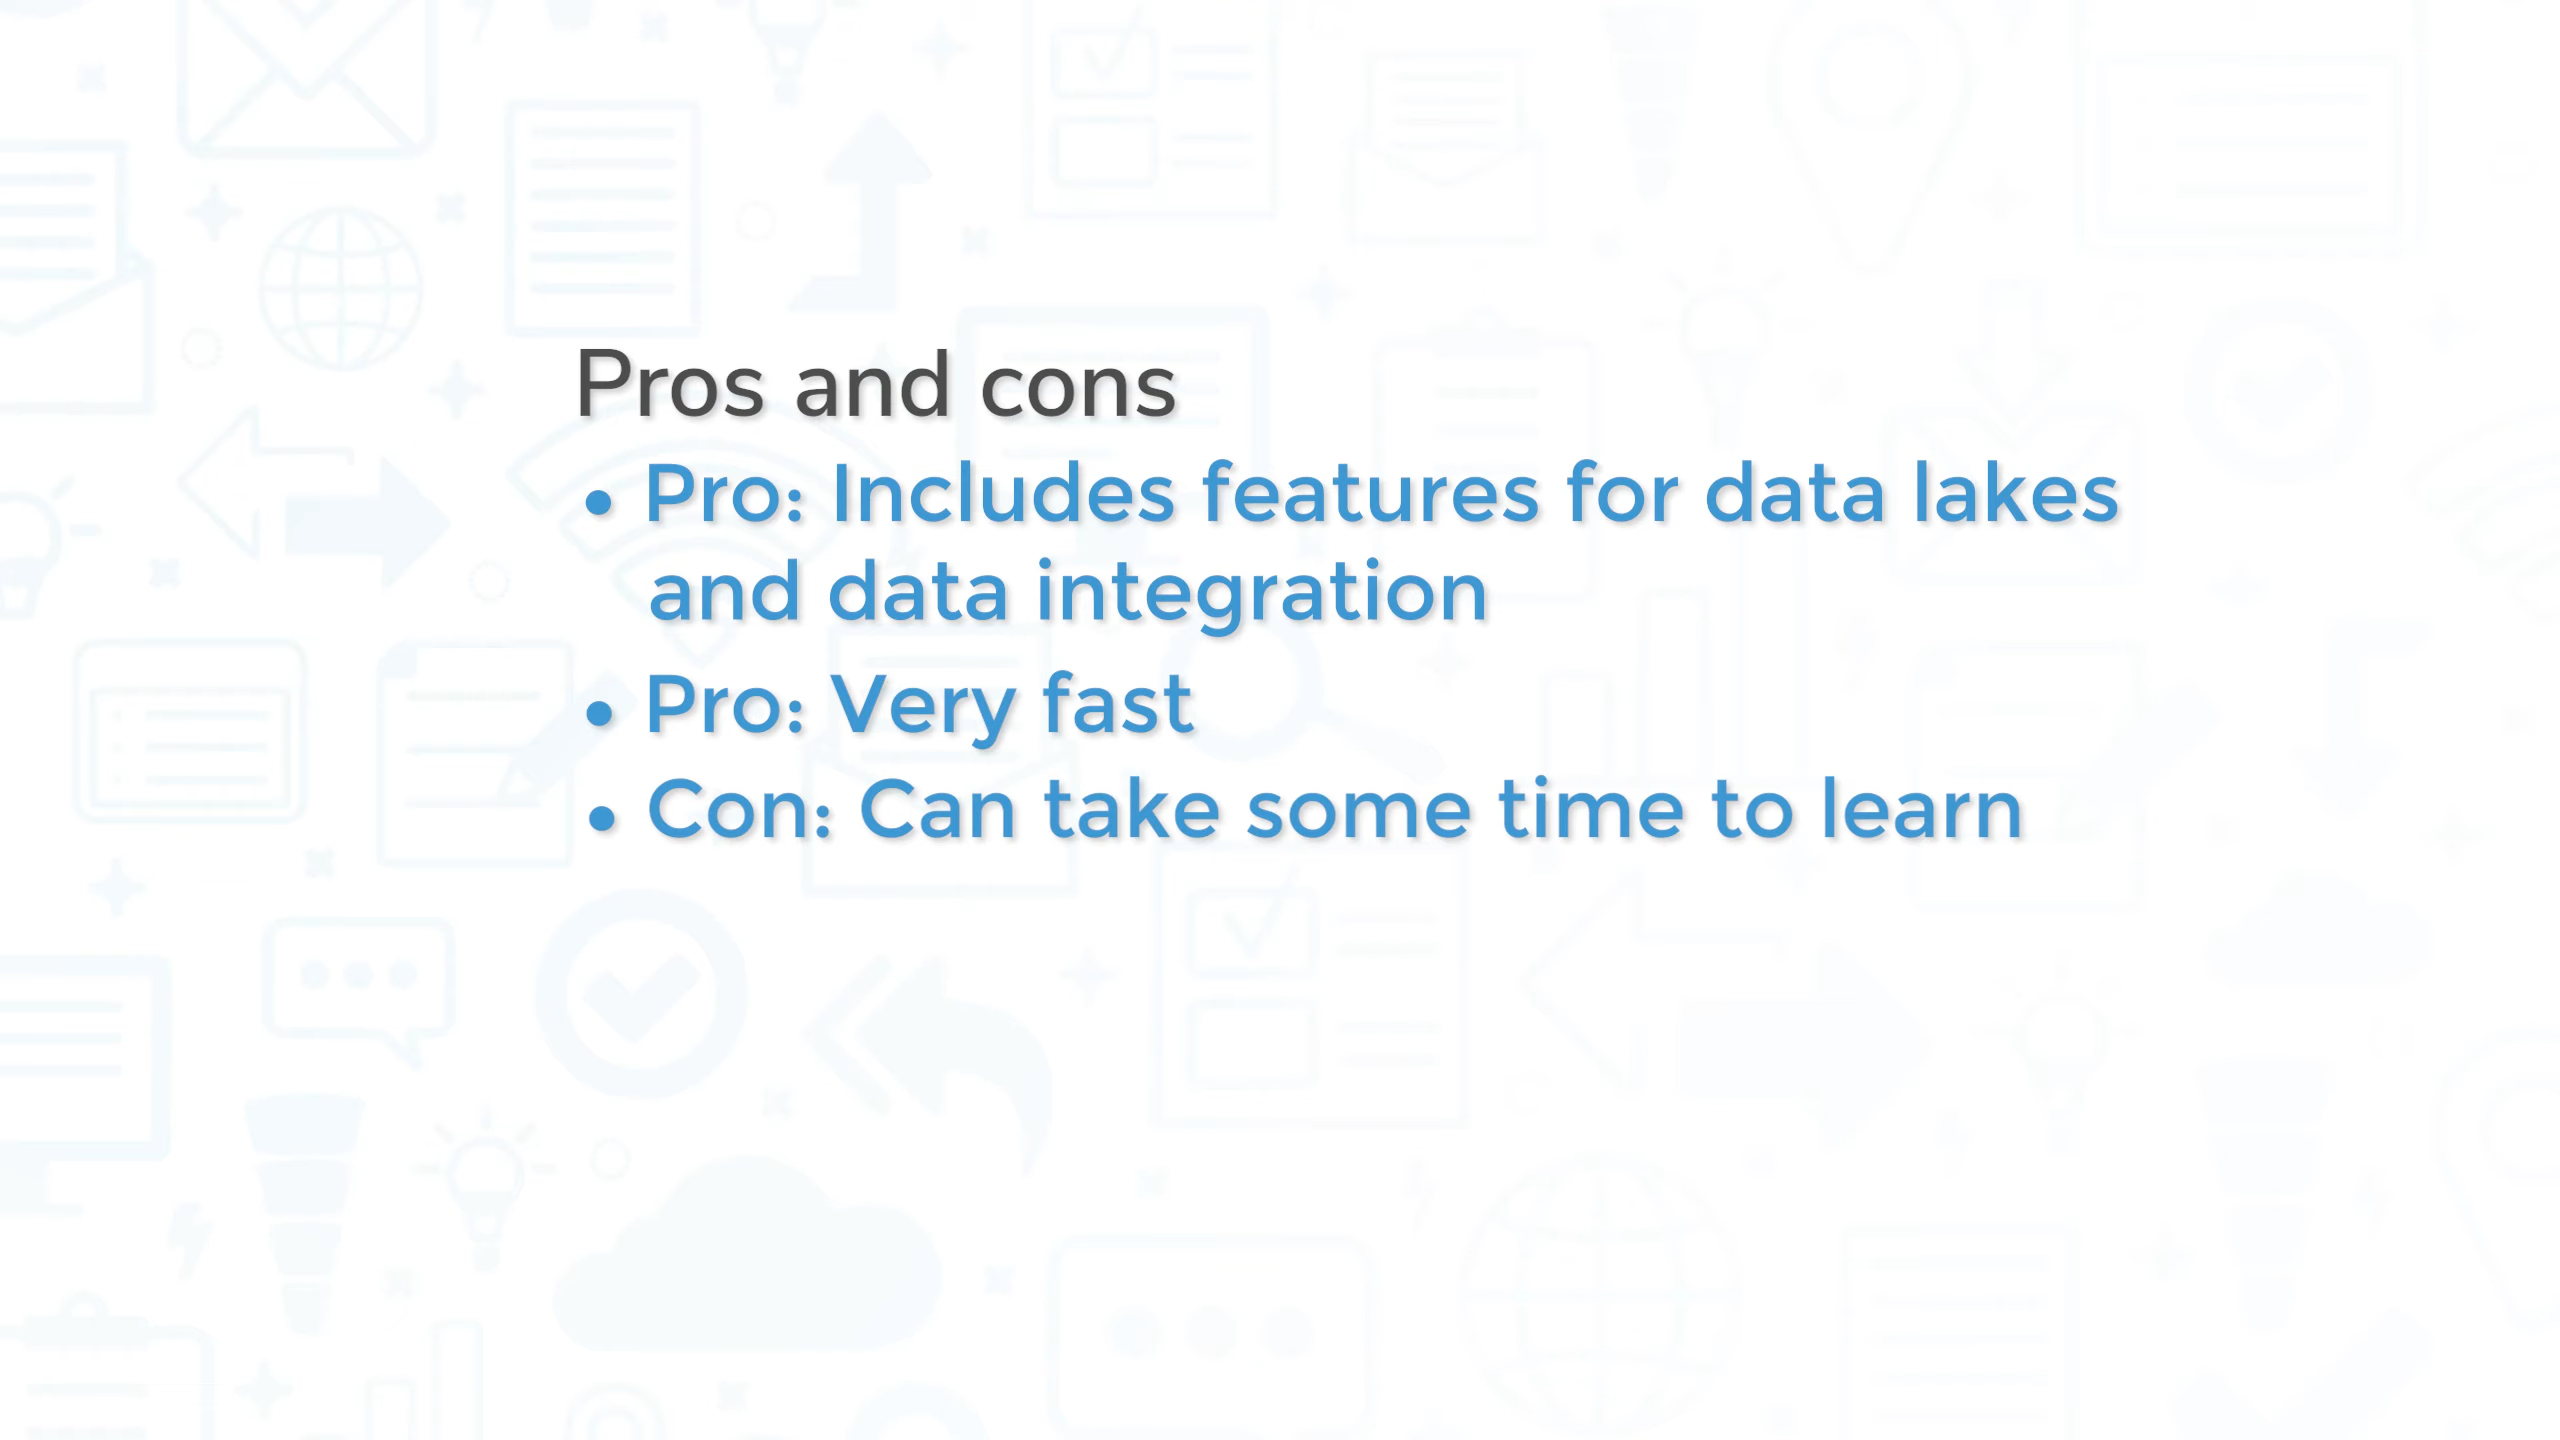 Pros and cons
• Pro: Includes features for data lakes
and data integration
• Pro: Very fast
• Con: Can take some time to learn